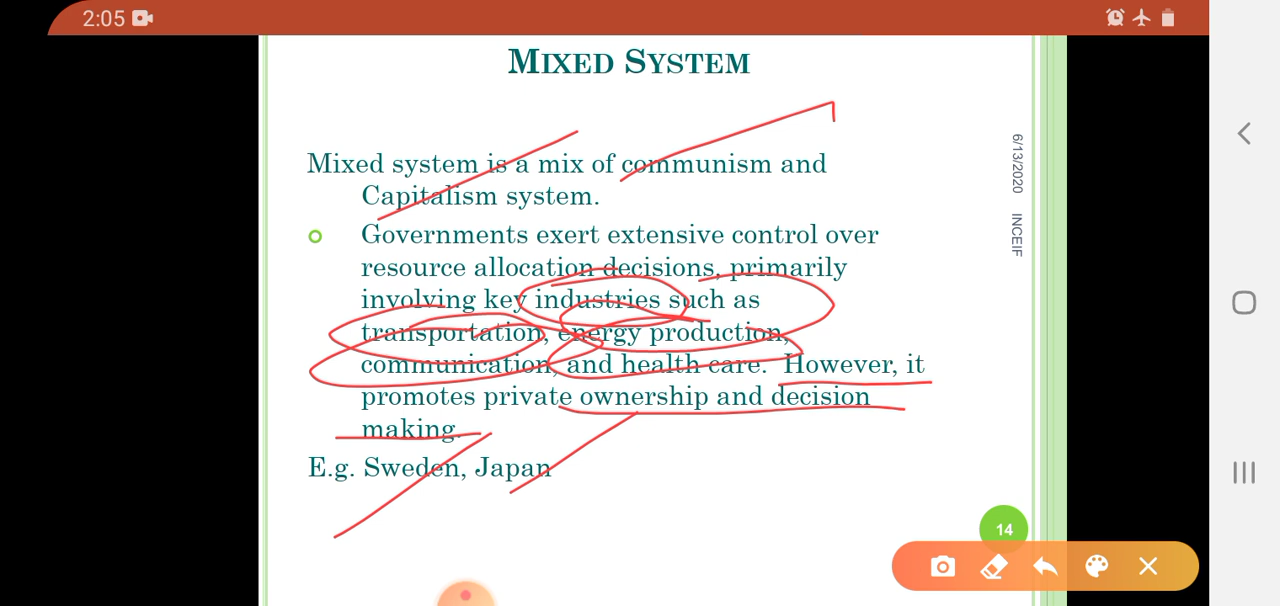 2:05
MIXED SYSTEM
Mixed system is a mix of communism and
Capitalism system.
Governments exert extensive control over
resource allocation decisions, primarily
involving key industries such as
transportation, energy production,
communication, and health care. However, it
promotes private ownership and decision
making.
E.g. Sweden, Japan
6/13/2020 INCEIF
14